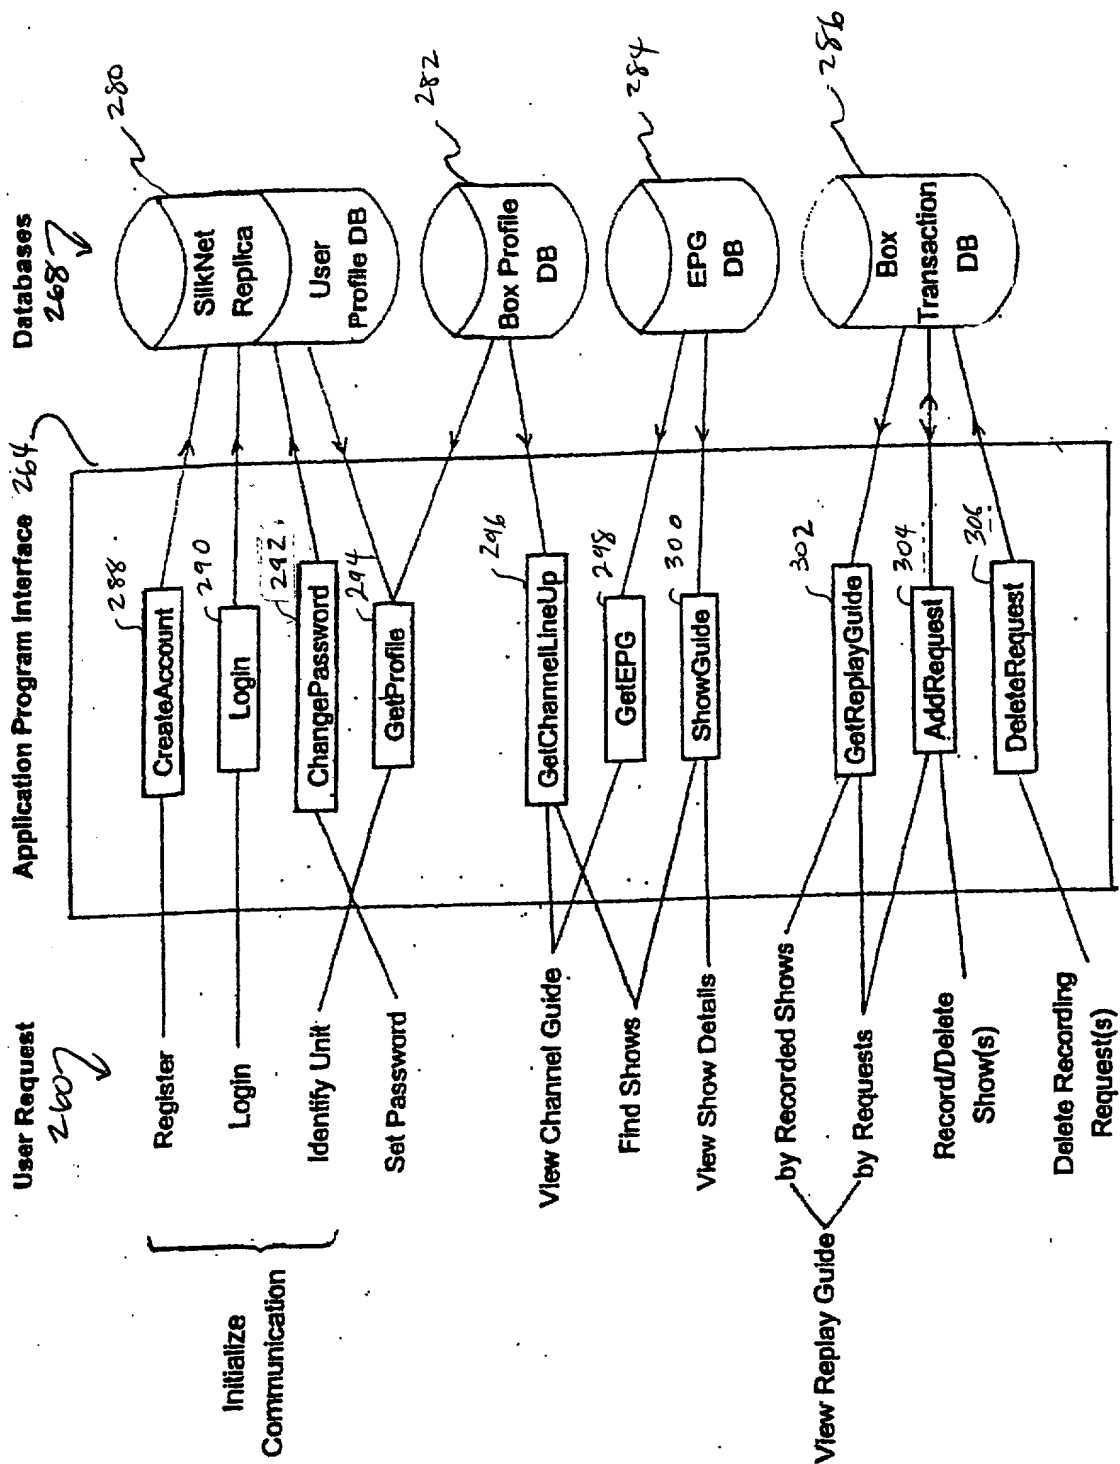 User Request
260
Application Program Interface 264
Databases
268
Initialize
Communication
Register
Login
Identify Unit
Set Password
View Channel Guide
Find Shows
View Show Details
View Replay Guide
by Recorded Shows
by Requests
Record/Delete
Show(s)
Delete Recording
Request(s)
288
CreateAccount
290
Login
292
ChangePassword
294
GetProfile
296
GetChannelLineUp
298
GetEPG
300
ShowGuide
302
GetReplayGuide
304
AddRequest
306
DeleteRequest
280
SilkNet
Replica
User
Profile DB
282
Box Profile
DB
284
EPG
DB
286
Box
Transaction
DB